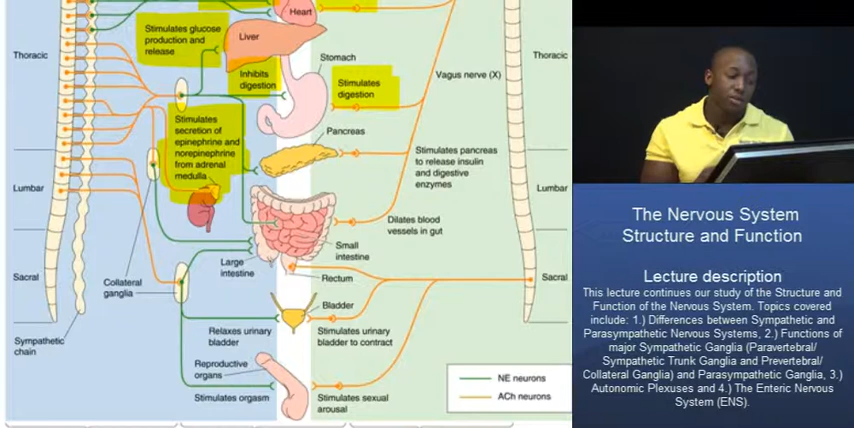 Heart
Stimulates glucose
production and
release
Liver
Thoracic
Stomach
Inhibits
digestion
Stimulates
digestion
Vagus nerve (X)
Thoracic
Stimulates
secretion of
epinephrine and
norepinephrine
from adrenal
medulla
Pancreas
Stimulates pancreas
to release insulin
and digestive
enzymes
Lumbar
Lumbar
Dilates blood
vessels in gut
Small
intestine
Large
intestine
Rectum
Sacral
Sacral
Collateral
ganglia
Bladder
Relaxes urinary
bladder
Stimulates urinary
bladder to contract
Sympathetic
chain
Reproductive
organs
Stimulates orgasm
Stimulates sexual
arousal
NE neurons
ACh neurons
The Nervous System
Structure and Function
Lecture description
This lecture continues our study of the Structure and
Function of the Nervous System. Topics covered
include: 1.) Differences between Sympathetic and
Parasympathetic Nervous Systems, 2.) Functions of
major Sympathetic Ganglia (Paravertebral/
Sympathetic Trunk Ganglia and Prevertebral/
Collateral Ganglia) and Parasympathetic Ganglia, 3.)
Autonomic Plexuses and 4.) The Enteric Nervous
System (ENS).